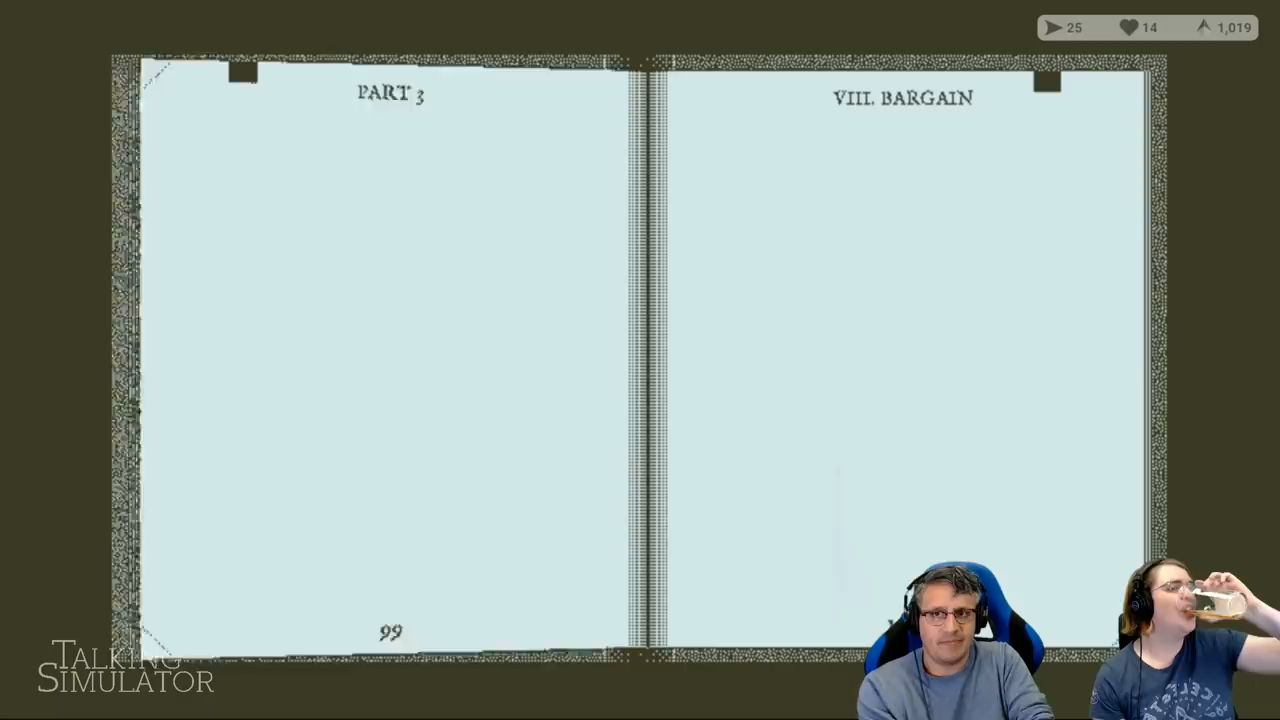 25 14 1,019
PART 3
VIII. BARGAIN
99
TALKING
SIMULATOR